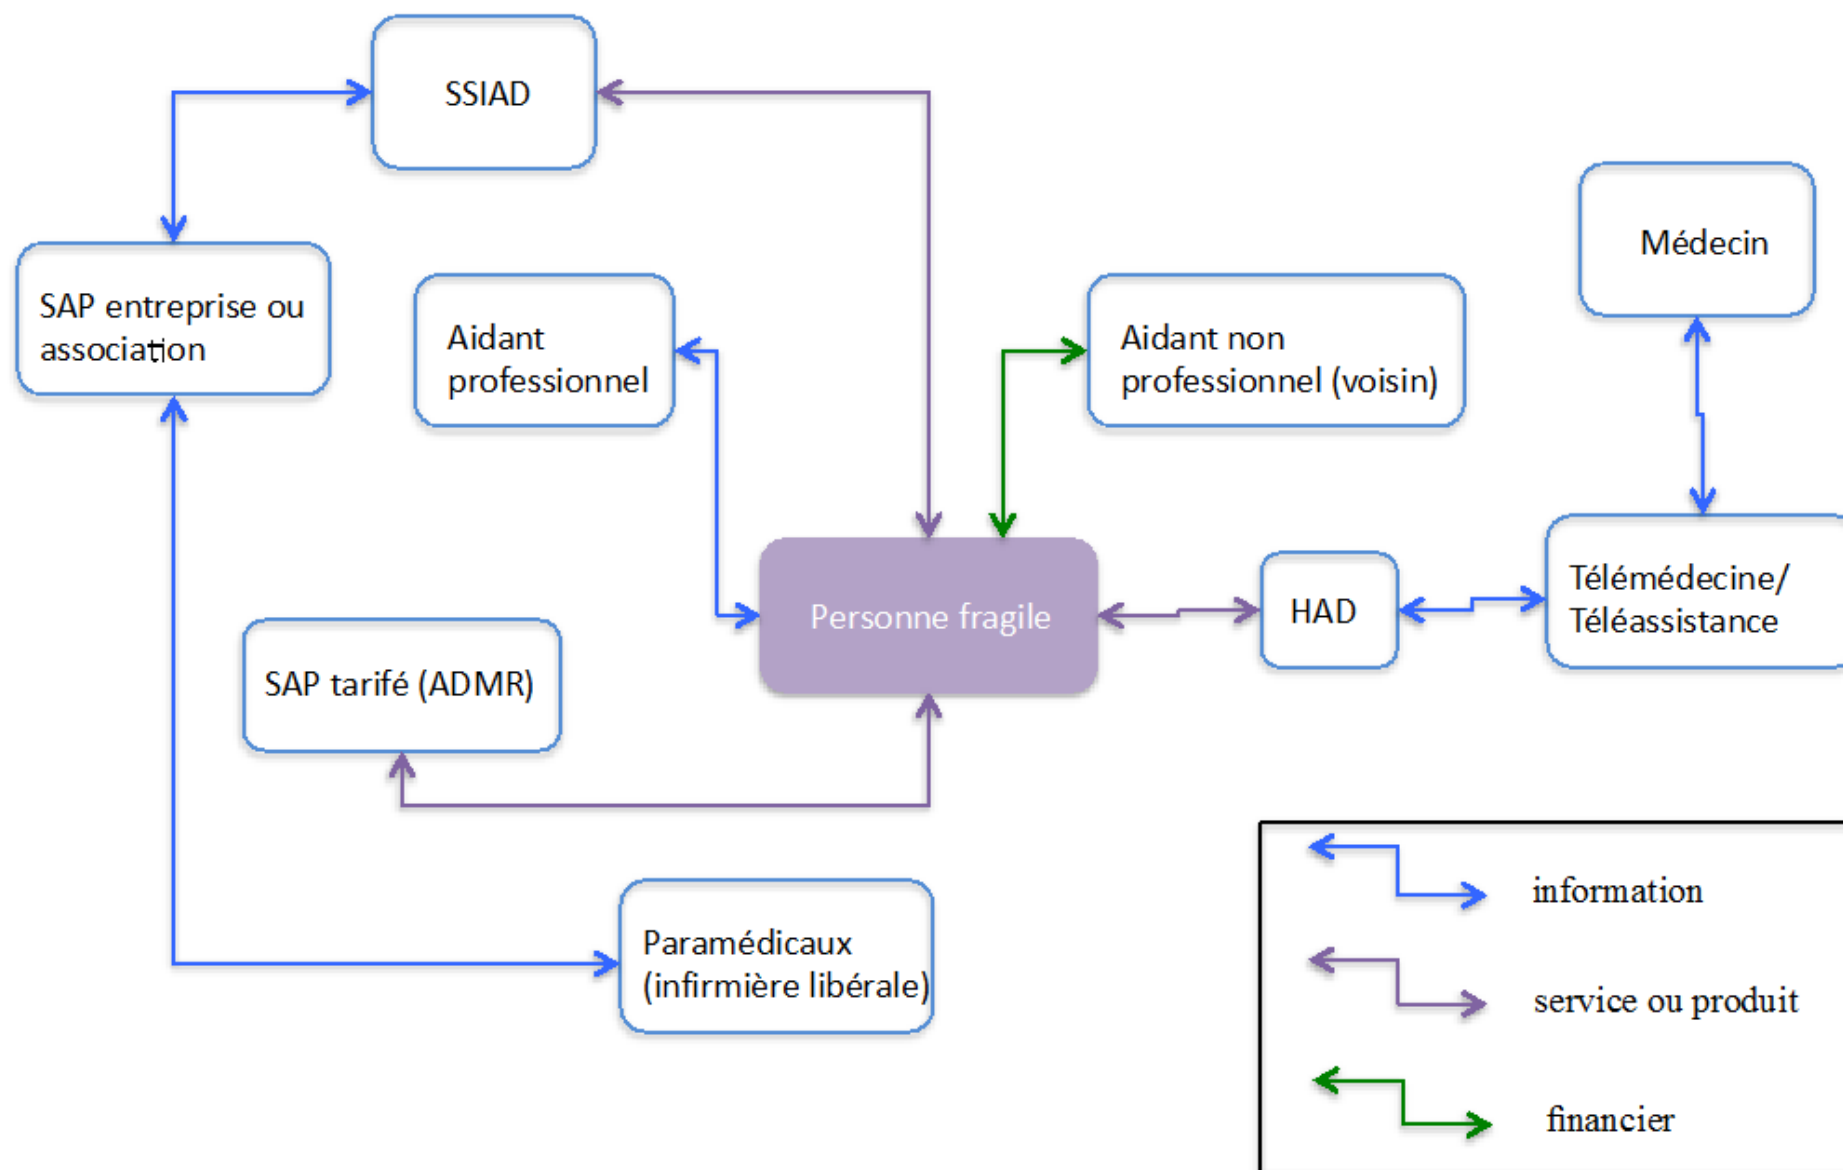 SSIAD
Médecin
SAP entreprise ou
association
Aidant
professionnel
Aidant non
professionnel (voisin)
Personne fragile
HAD
Télémédecine/
Téléassistance
SAP tarifé (ADMR)
Paramédicaux
(infirmière libérale)
information
service ou produit
financier